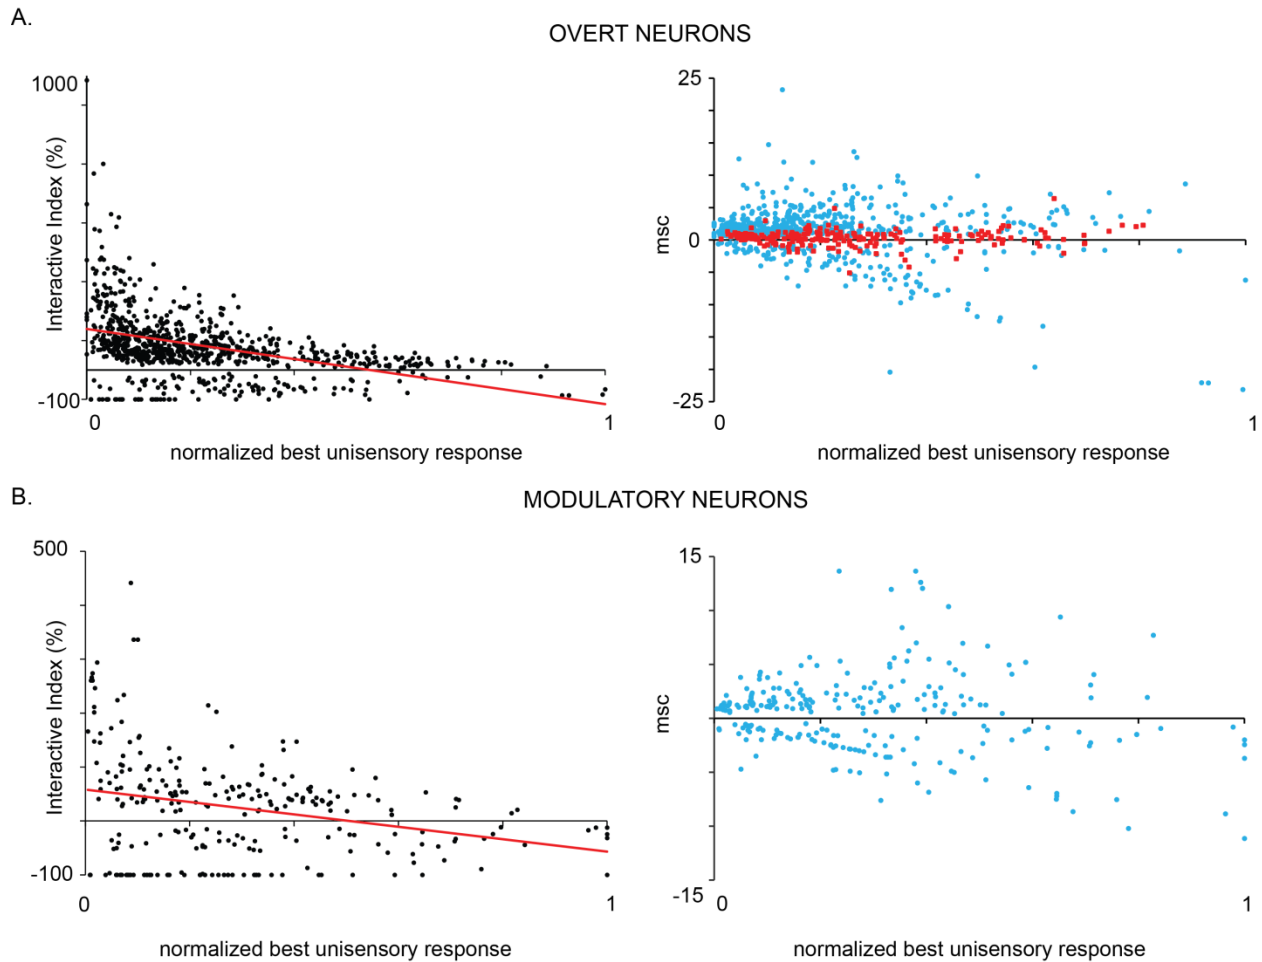 A.
OVERT NEURONS
1000
Interactive Index (%)
-100
0
1
normalized best unisensory response
25
msc
0
-25
0
1
normalized best unisensory response
B.
MODULATORY NEURONS
500
Interactive Index (%)
-100
0
1
normalized best unisensory response
15
msc
-15
0
1
normalized best unisensory response